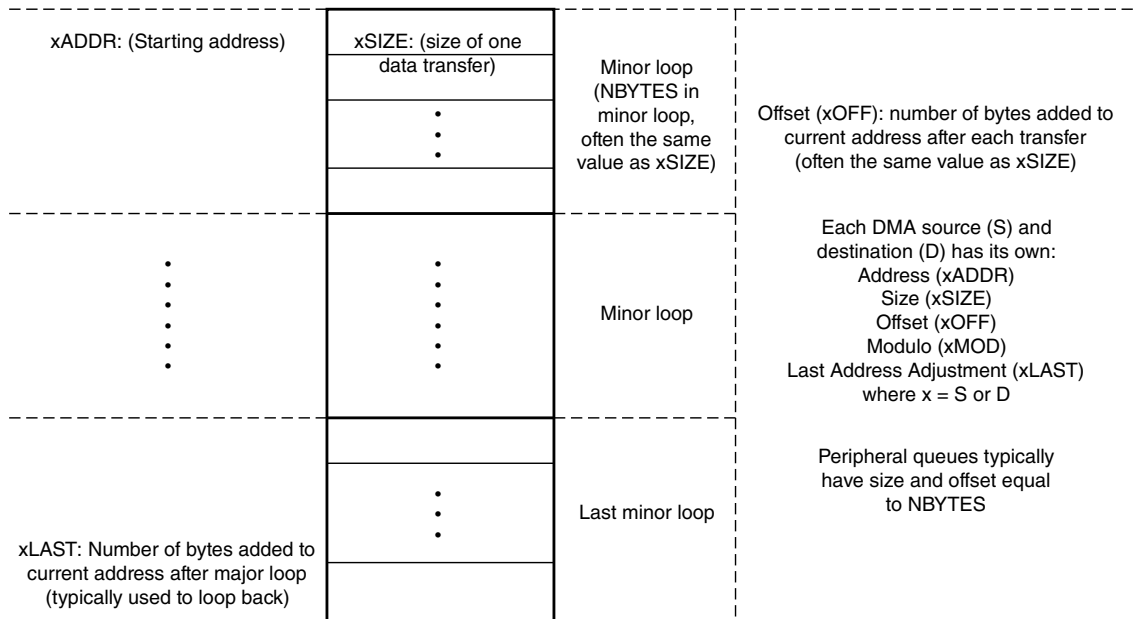 xADDR: (Starting address)
xSIZE: (size of one
data transfer)
Minor loop
(NBYTES in
minor loop,
often the same
value as xSIZE)
Offset (xOFF): number of bytes added to
current address after each transfer
(often the same value as xSIZE)
Minor loop
Each DMA source (S) and
destination (D) has its own:
Address (xADDR)
Size (xSIZE)
Offset (xOFF)
Modulo (xMOD)
Last Address Adjustment (xLAST)
where x = S or D
xLAST: Number of bytes added to
current address after major loop
(typically used to loop back)
Last minor loop
Peripheral queues typically
have size and offset equal
to NBYTES